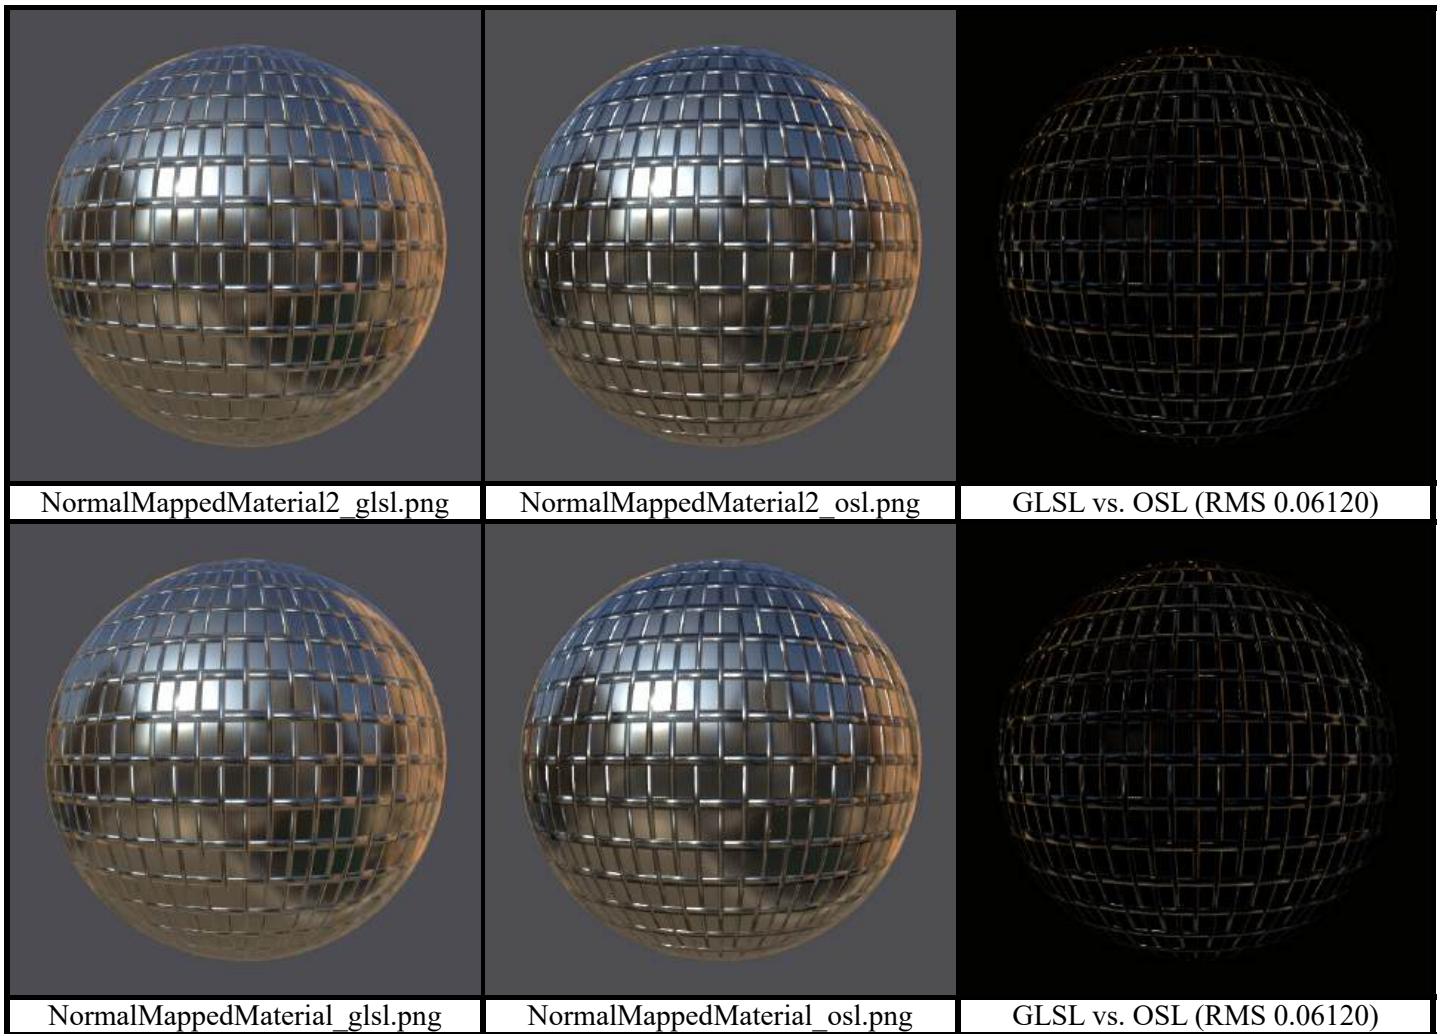 NormalMappedMaterial2_glsl.png
NormalMappedMaterial2_osl.png
GLSL vs. OSL (RMS 0.06120)
NormalMappedMaterial_glsl.png
NormalMappedMaterial_osl.png
GLSL vs. OSL (RMS 0.06120)